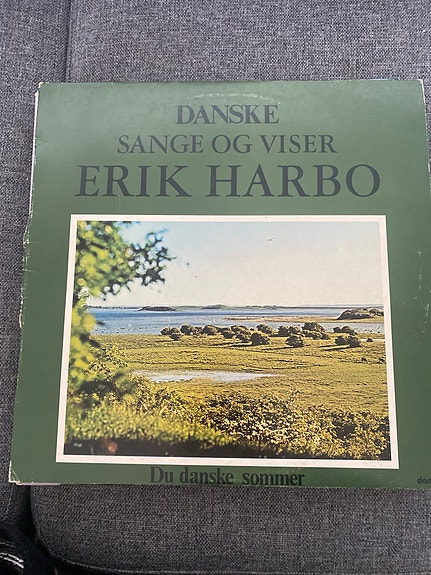 DANSKE
SANGE OG VISER
ERIK HARBO
Du danske sommer